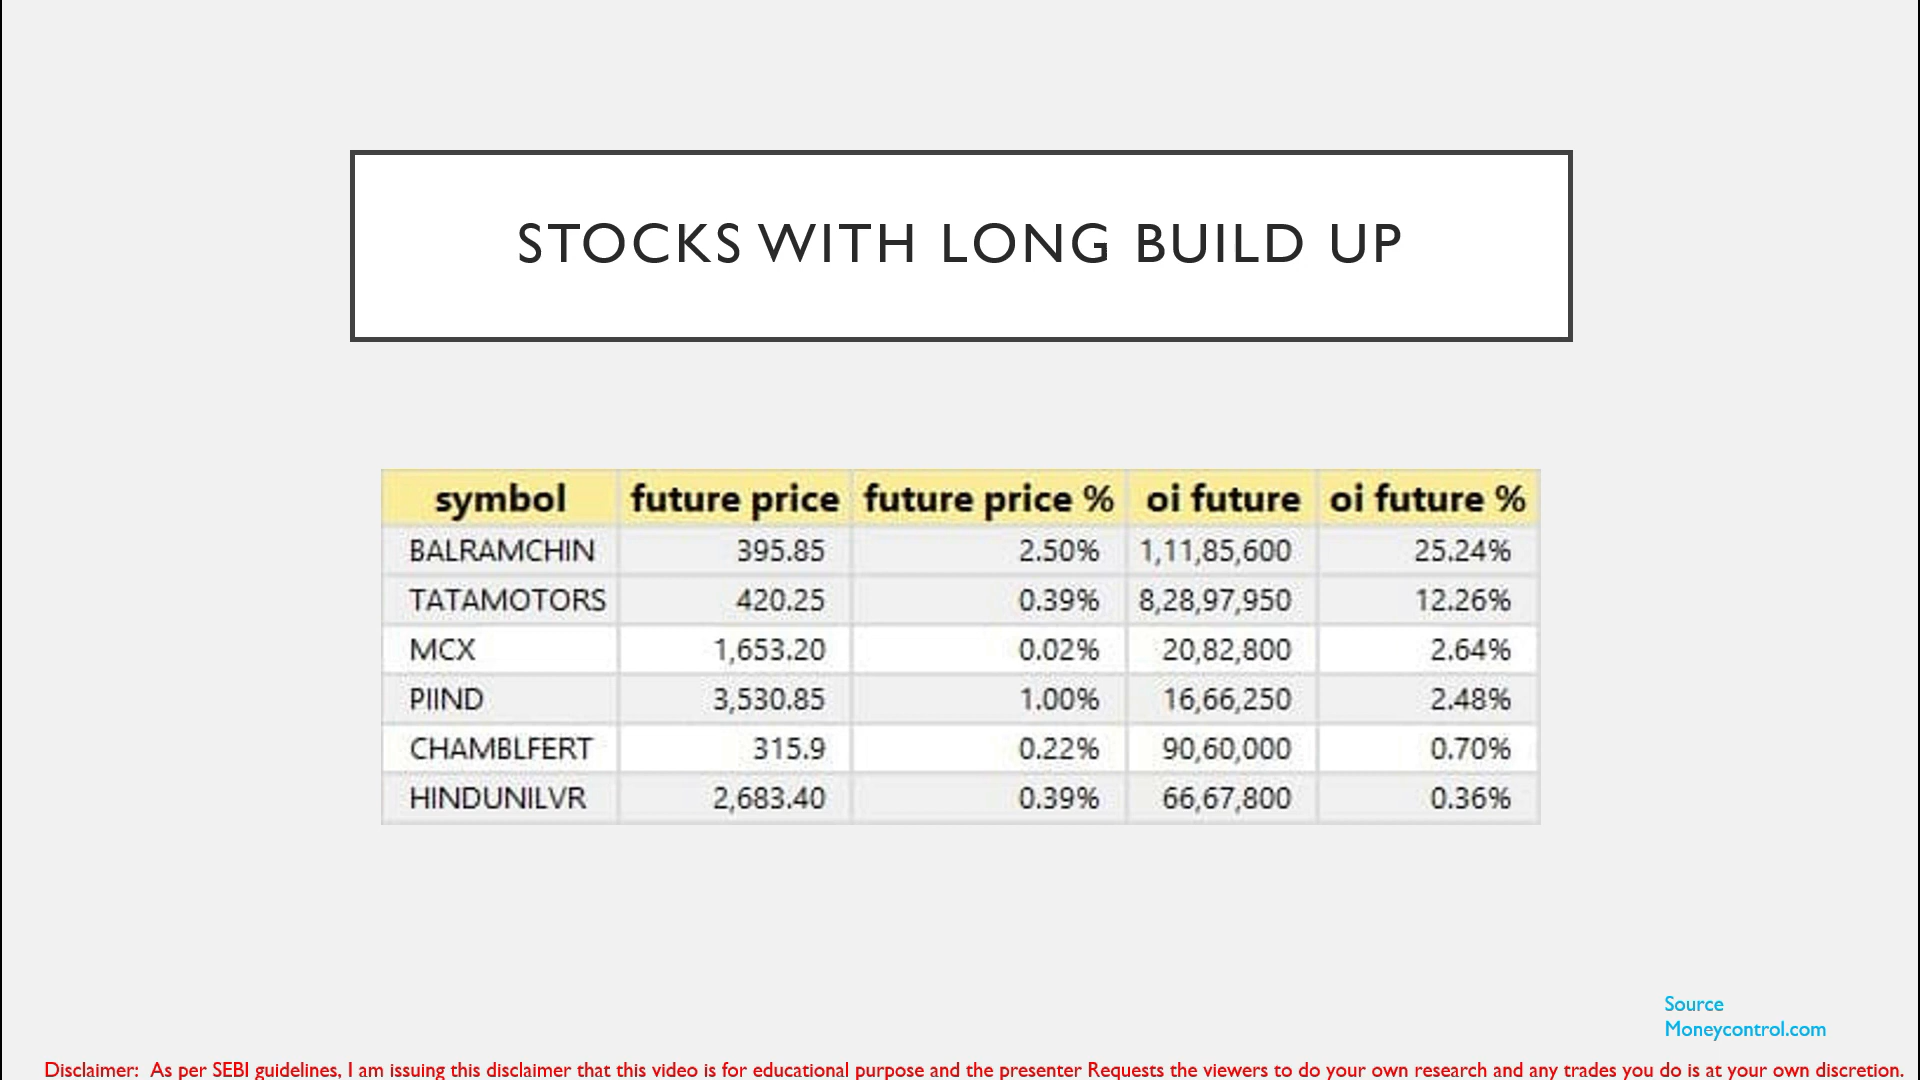 STOCKS WITH LONG BUILD UP
symbol future price future price % oi future oi future %
BALRAMCHIN 395.85 2.50% 1,11,85,600 25.24%
TATAMOTORS 420.25 0.39% 8,28,97,950 12.26%
MCX 1,653.20 0.02% 20,82,800 2.64%
PIIND 3,530.85 1.00% 16,66,250 2.48%
CHAMBLFERT 315.9 0.22% 90,60,000 0.70%
HINDUNILVR 2,683.40 0.39% 66,67,800 0.36%
Source
Moneycontrol.com
Disclaimer: As per SEBI guidelines, I am issuing this disclaimer that this video is for educational purpose and the presenter Requests the viewers to do your own research and any trades you do is at your own discretion.